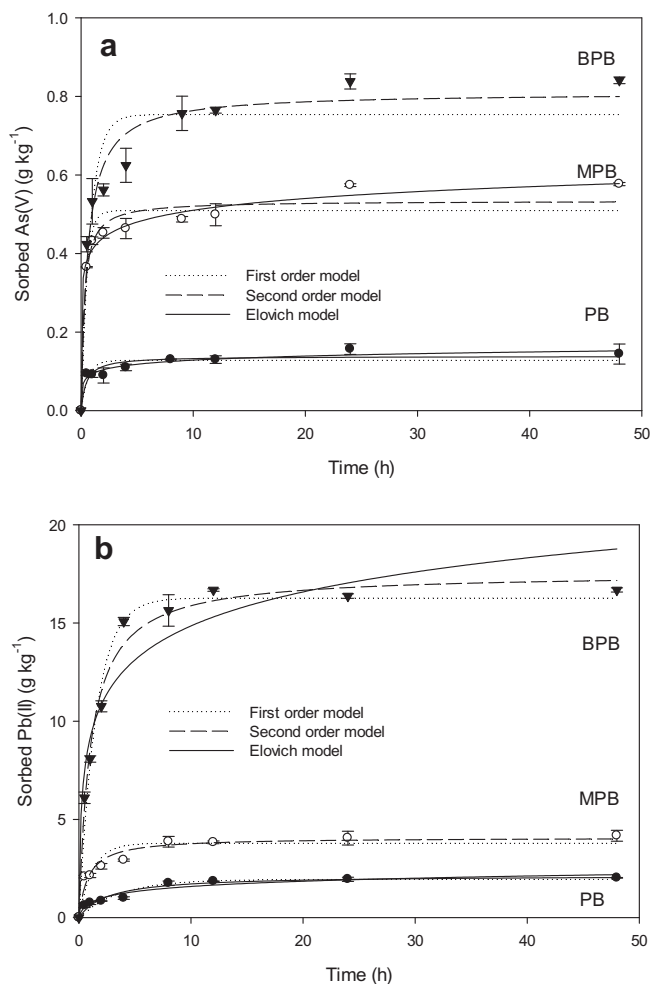 a
BPB
MPB
PB
First order model
Second order model
Elovich model
Sorbed As(V) (g kg⁻¹)
1.0
0.8
0.6
0.4
0.2
0.0
0 10 20 30 40 50
Time (h)
b
BPB
MPB
PB
First order model
Second order model
Elovich model
Sorbed Pb(II) (g kg⁻¹)
20
15
10
5
0
0 10 20 30 40 50
Time (h)